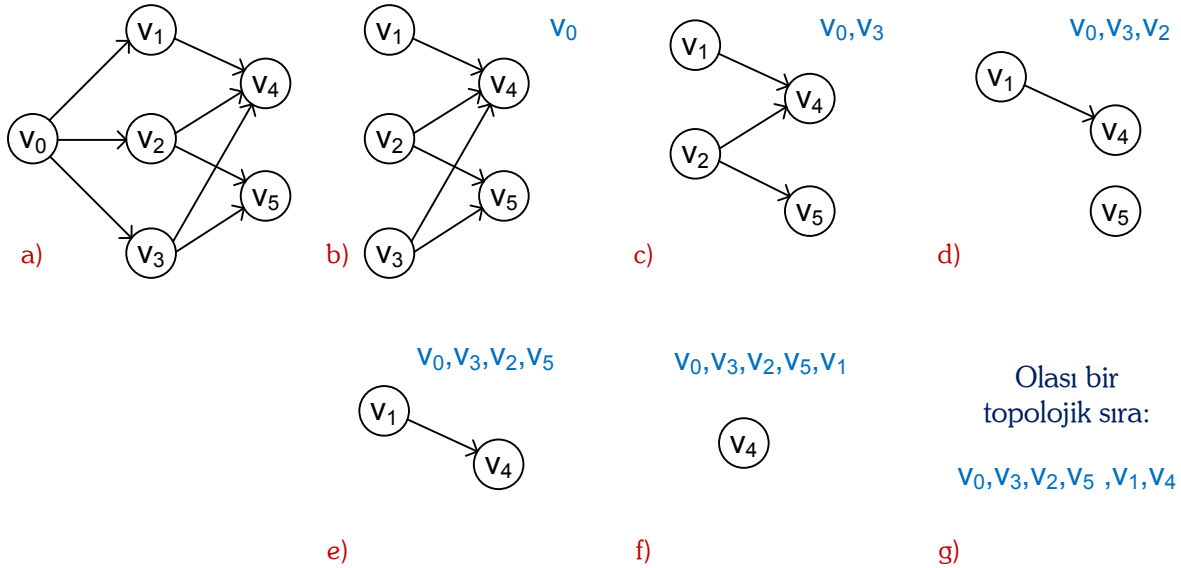 v₁
v₄
v₀
v₂
v₅
v₃
a)
v₀
v₁
v₄
v₂
v₅
v₃
b)
v₀,v₃
v₁
v₄
v₂
v₅
c)
v₀,v₃,v₂
v₁
v₄
v₅
d)
v₀,v₃,v₂,v₅
v₁
v₄
e)
v₀,v₃,v₂,v₅,v₁
v₄
f)
Olası bir
topolojik sıra:
v₀,v₃,v₂,v₅ ,v₁,v₄
g)